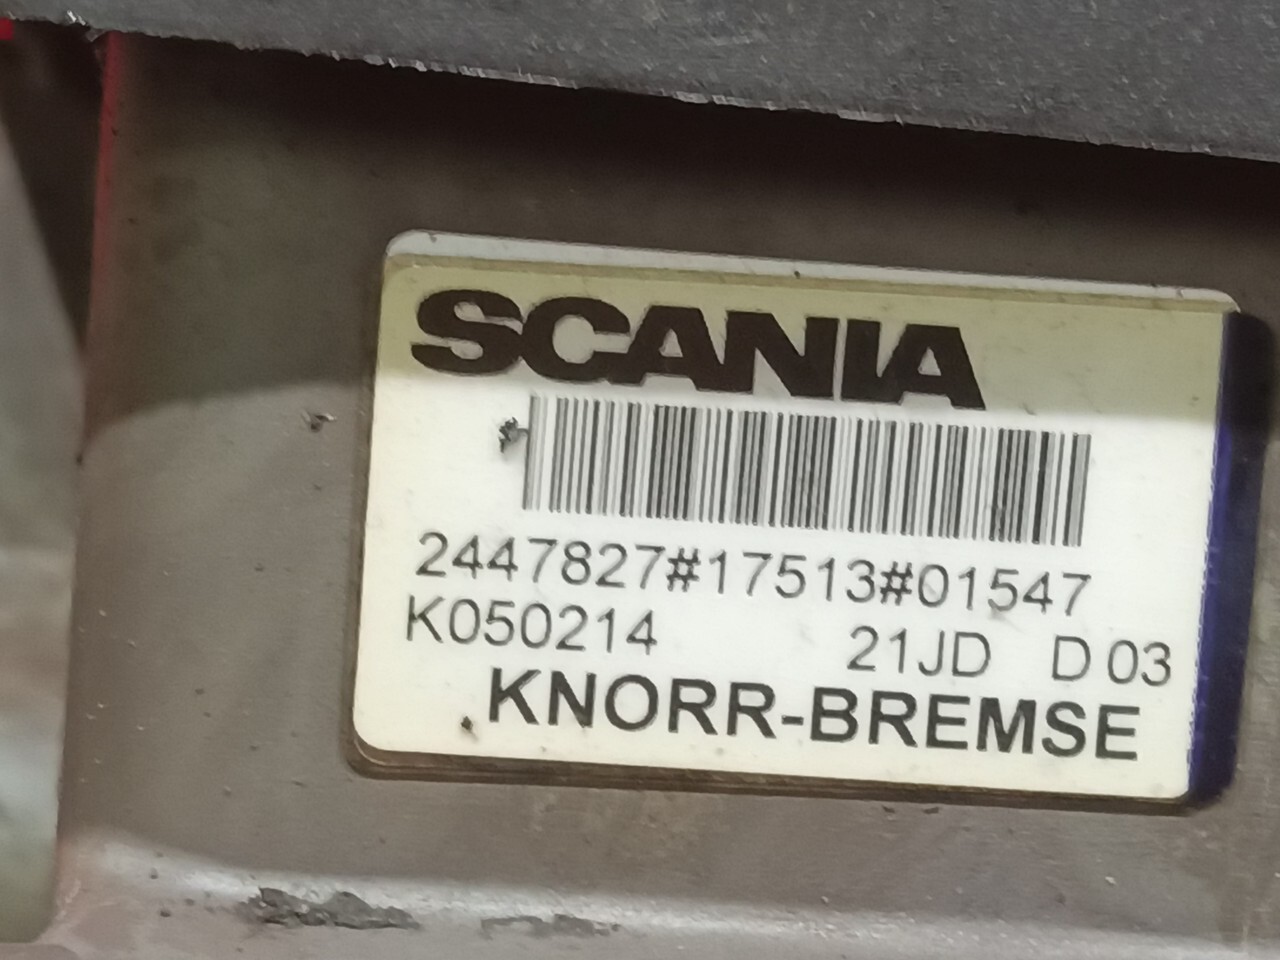 SCANIA
2447827#17513#01547
K050214 21JD D 03
KNORR-BREMSE